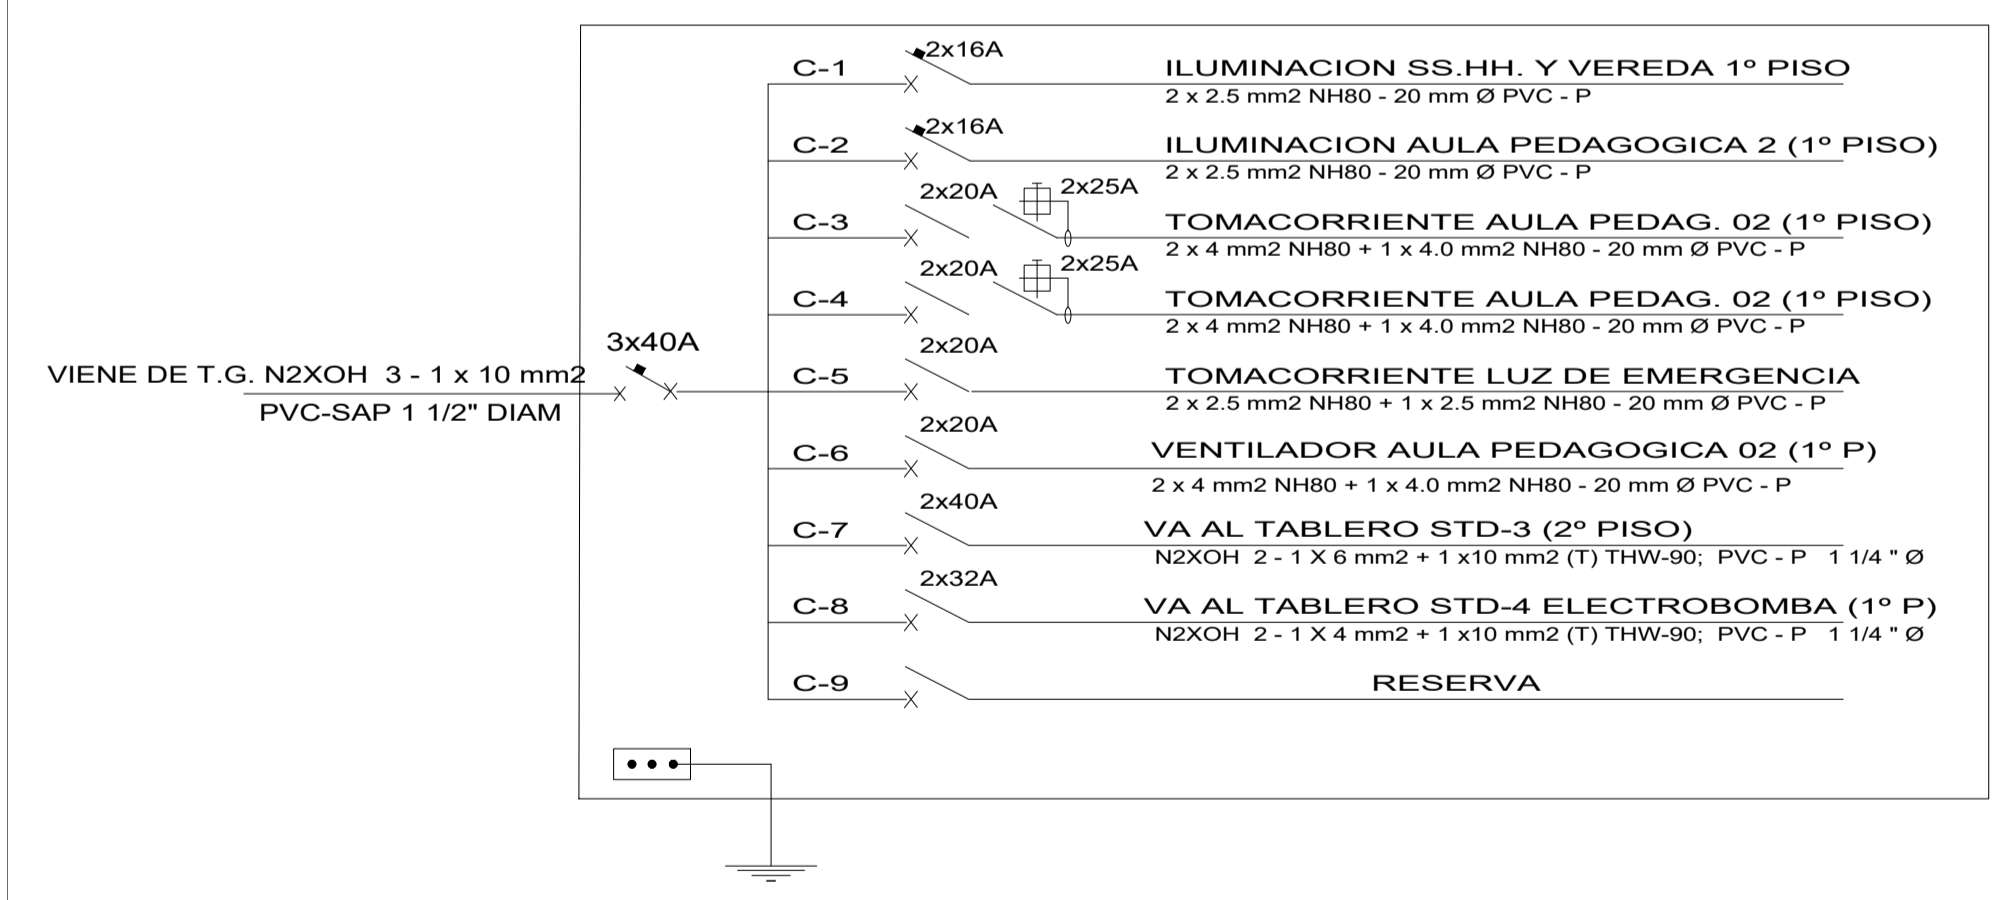 2x16A
C-1
ILUMINACION SS.HH. Y VEREDA 1º PISO
2 x 2.5 mm2 NH80 - 20 mm Ø PVC - P
2x16A
C-2
ILUMINACION AULA PEDAGOGICA 2 (1º PISO)
2 x 2.5 mm2 NH80 - 20 mm Ø PVC - P
2x20A
2x25A
C-3
TOMACORRIENTE AULA PEDAG. 02 (1º PISO)
2 x 4 mm2 NH80 + 1 x 4.0 mm2 NH80 - 20 mm Ø PVC - P
2x20A
2x25A
C-4
TOMACORRIENTE AULA PEDAG. 02 (1º PISO)
2 x 4 mm2 NH80 + 1 x 4.0 mm2 NH80 - 20 mm Ø PVC - P
3x40A
VIENE DE T.G. N2XOH 3 - 1 x 10 mm2
PVC-SAP 1 1/2" DIAM
2x20A
C-5
TOMACORRIENTE LUZ DE EMERGENCIA
2 x 2.5 mm2 NH80 + 1 x 2.5 mm2 NH80 - 20 mm Ø PVC - P
2x20A
C-6
VENTILADOR AULA PEDAGOGICA 02 (1º P)
2 x 4 mm2 NH80 + 1 x 4.0 mm2 NH80 - 20 mm Ø PVC - P
2x40A
C-7
VA AL TABLERO STD-3 (2º PISO)
N2XOH 2 - 1 X 6 mm2 + 1 x10 mm2 (T) THW-90; PVC - P 1 1/4 " Ø
2x32A
C-8
VA AL TABLERO STD-4 ELECTROBOMBA (1º P)
N2XOH 2 - 1 X 4 mm2 + 1 x10 mm2 (T) THW-90; PVC - P 1 1/4 " Ø
C-9
RESERVA